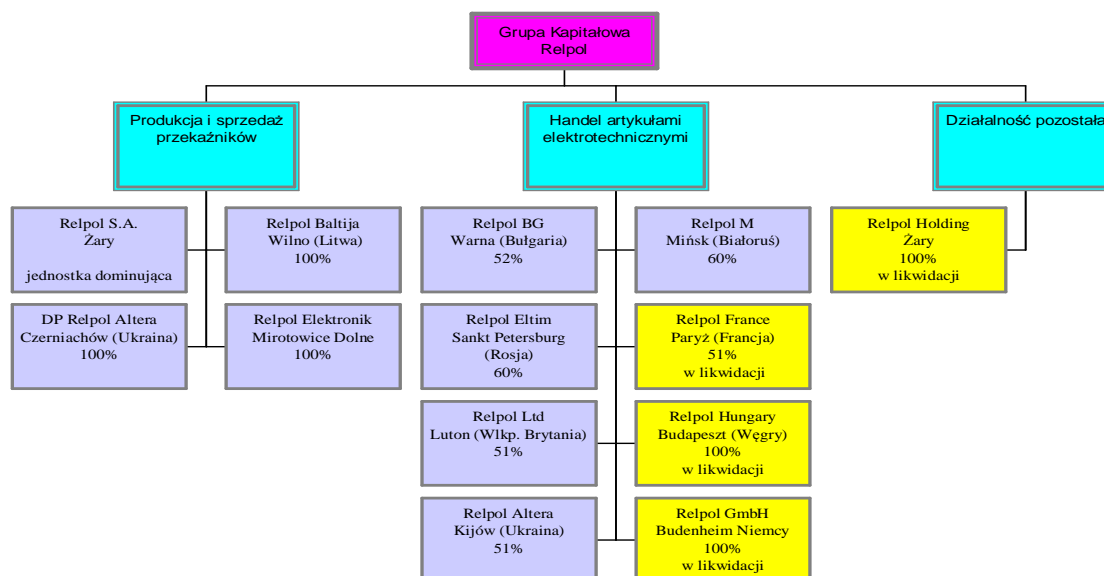 Grupa Kapitałowa
Relpol
Produkcja i sprzedaż
przekaźników
Handel artykułami
elektrotechnicznymi
Działalność pozostała
Relpol S.A.
Żary
jednostka dominująca
Relpol Baltija
Wilno (Litwa)
100%
Relpol BG
Warna (Bułgaria)
52%
Relpol M
Mińsk (Białoruś)
60%
Relpol Holding
Żary
100%
w likwidacji
DP Relpol Altera
Czerniachów (Ukraina)
100%
Relpol Elektronik
Mirotowice Dolne
100%
Relpol Eltim
Sankt Petersburg
(Rosja)
60%
Relpol France
Paryż (Francja)
51%
w likwidacji
Relpol Ltd
Luton (Wlkp. Brytania)
51%
Relpol Hungary
Budapeszt (Węgry)
100%
w likwidacji
Relpol Altera
Kijów (Ukraina)
51%
Relpol GmbH
Budenheim Niemcy
100%
w likwidacji